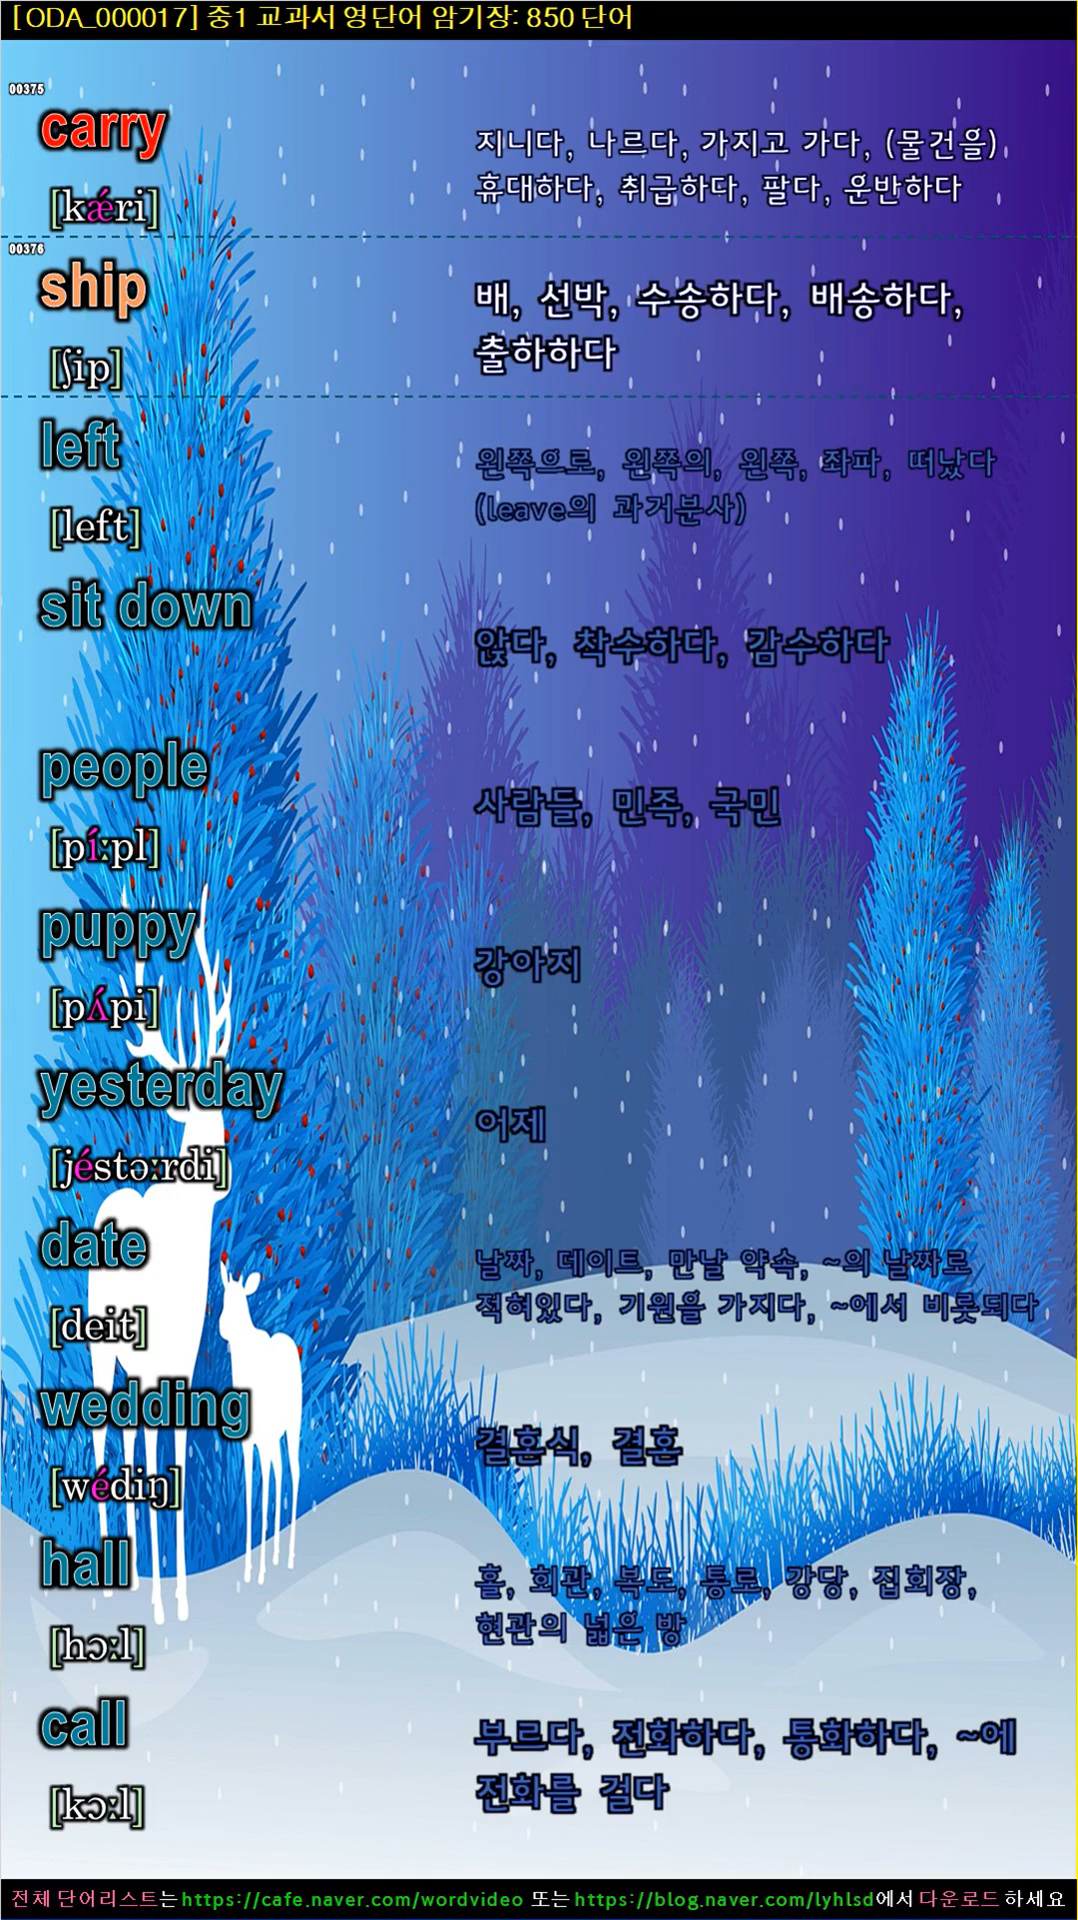 [ODA_000017] 중1 교과서 영단어 암기장: 850 단어
00375
carry
지니다, 나르다, 가지고 가다, (물건을)
휴대하다, 취급하다, 팔다, 운반하다
[kǽri]
00376
ship
배, 선박, 수송하다, 배송하다,
출하하다
[ʃip]
left
왼쪽으로, 왼쪽의, 왼쪽, 좌파, 떠났다
(leave의 과거분사)
[left]
sit down
앉다, 착수하다, 감수하다
people
사람들, 민족, 국민
[píːpl]
puppy
강아지
[pʌ́pi]
yesterday
어제
[jéstəːrdi]
date
날짜, 데이트, 만날 약속, ~의 날짜로
적혀있다, 기원을 가지다, ~에서 비롯되다
[deit]
wedding
결혼식, 결혼
[wédiŋ]
hall
홀, 회관, 복도, 통로, 강당, 집회장,
현관의 넓은 방
[hɔːl]
call
부르다, 전화하다, 통화하다, ~에
전화를 걸다
[kɔːl]
전체 단어리스트는 https://cafe.naver.com/wordvideo 또는 https://blog.naver.com/lyhlsd에서 다운로드 하세요